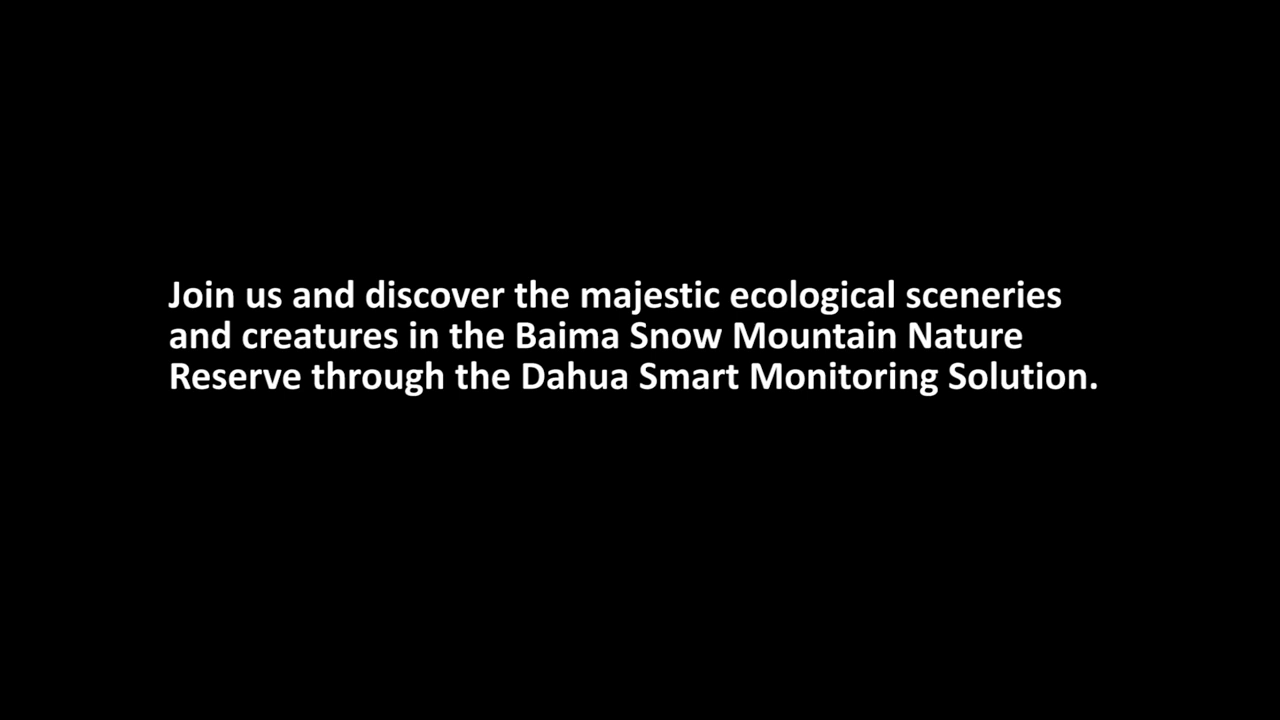 Join us and discover the majestic ecological sceneries
and creatures in the Baima Snow Mountain Nature
Reserve through the Dahua Smart Monitoring Solution.